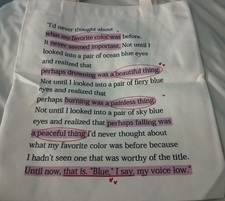 "I'd never thought about
what my favorite color was before.
It never seemed important. Not until I
looked into a pair of ocean blue eyes
and realized that
perhaps drowning was a beautiful thing.
Not until I looked into a pair of fiery blue
eyes and realized that
perhaps burning was a painless thing.
Not until I looked into a pair of sky blue
eyes and realized that perhaps falling was
a peaceful thing I'd never thought about
what my favorite color was before because
I hadn't seen one that was worthy of the title.
Until now, that is. "Blue," I say, my voice low."